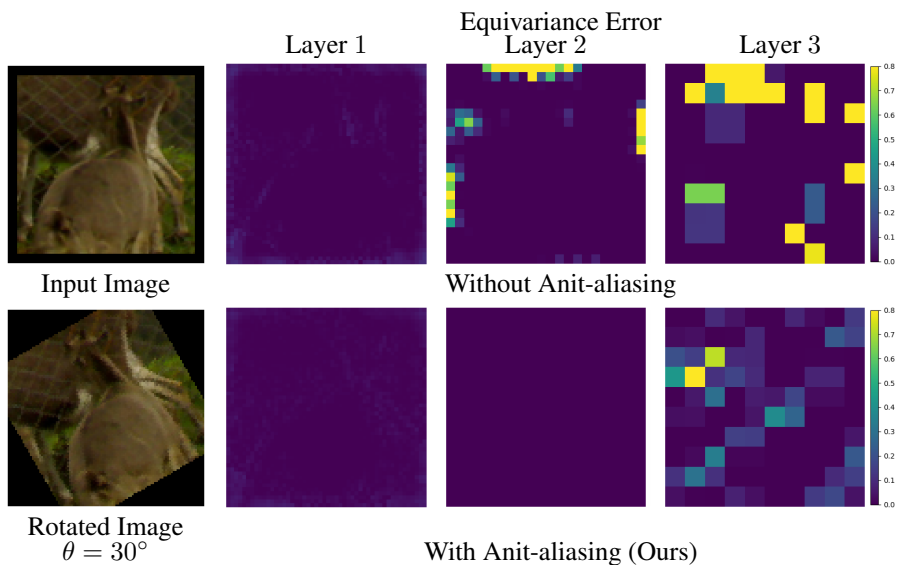 Equivariance Error
Layer 1
Layer 2
Layer 3
0.8
0.7
0.6
0.5
0.4
0.3
0.2
0.1
0.0
Input Image
Without Anit-aliasing
0.8
0.7
0.6
0.5
0.4
0.3
0.2
0.1
0.0
Rotated Image
θ = 30°
With Anit-aliasing (Ours)